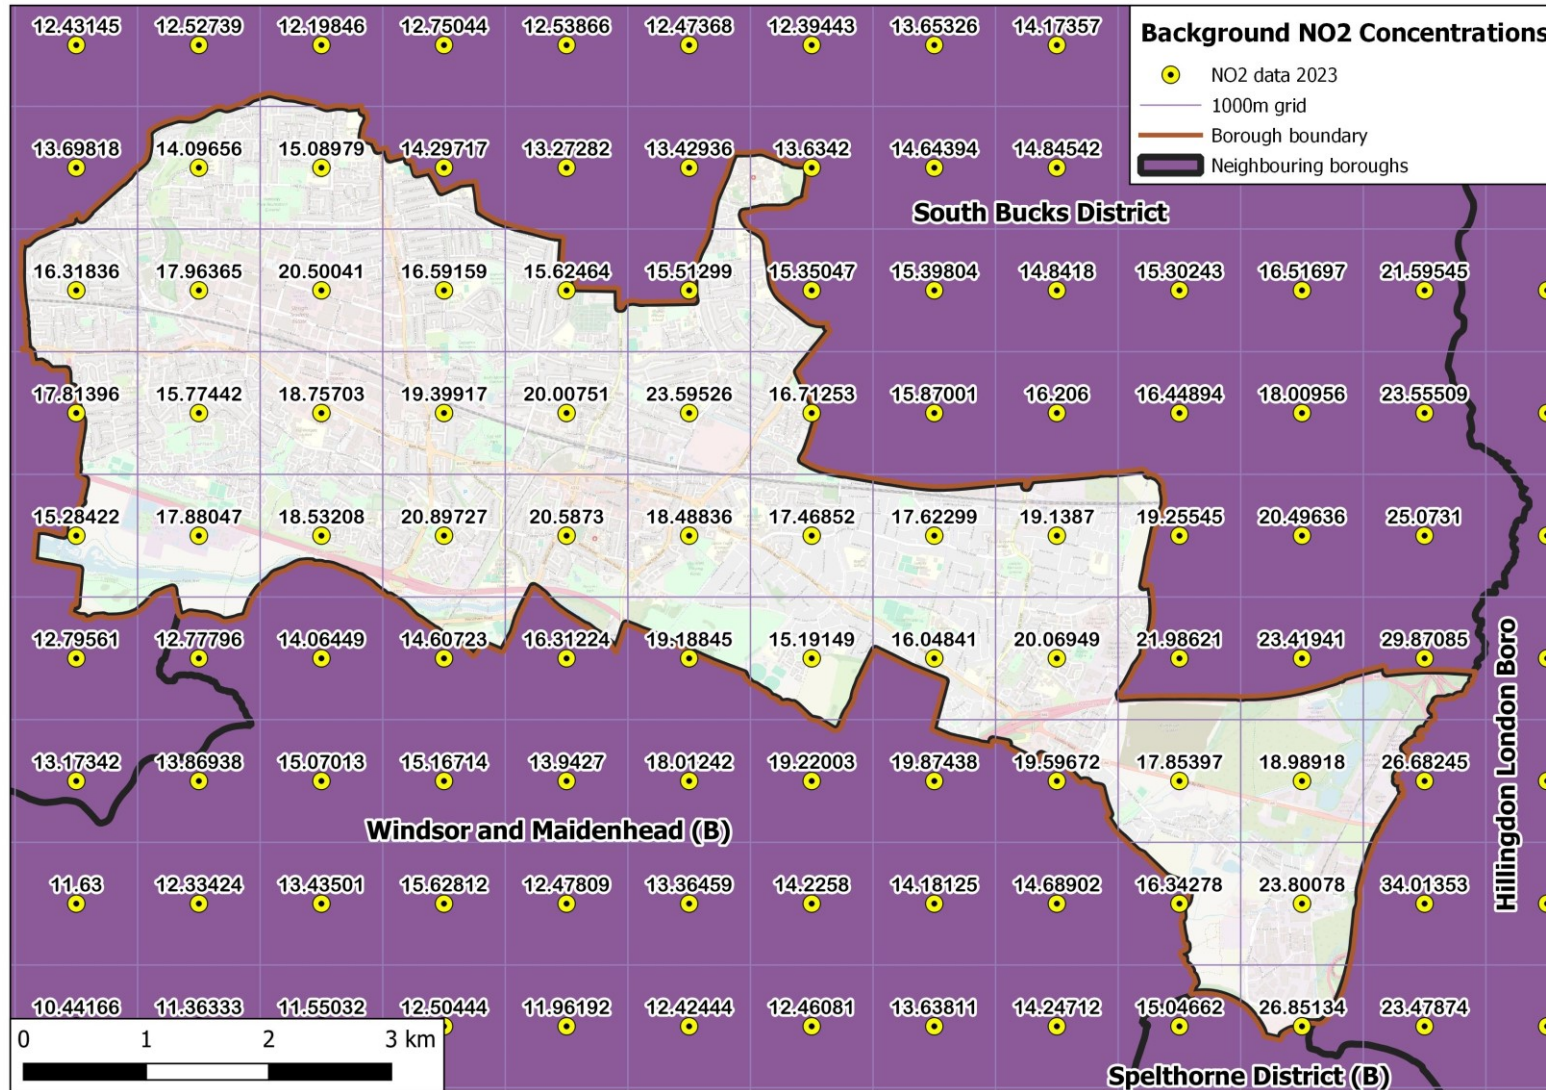 12.43145 12.52739 12.19846 12.75044 12.53866 12.47368 12.39443 13.65326 14.17357
Background NO2 Concentrations
NO2 data 2023
1000m grid
Borough boundary
Neighbouring boroughs
13.69818 14.09656 15.08979 14.29717 13.27282 13.42936 13.6342 14.64394 14.84542
South Bucks District
16.31836 17.96365 20.50041 16.59159 15.62464 15.51299 15.35047 15.39804 14.8418 15.30243 16.51697 21.59545
17.81396 15.77442 18.75703 19.39917 20.00751 23.59526 16.71253 15.87001 16.206 16.44894 18.00956 23.55509
15.28422 17.88047 18.53208 20.89727 20.5873 18.48836 17.46852 17.62299 19.1387 19.25545 20.49636 25.0731
12.79561 12.77796 14.06449 14.60723 16.31224 19.18845 15.19149 16.04841 20.06949 21.98621 23.41941 29.87085
Hillingdon London Boro
13.17342 13.86938 15.07013 15.16714 13.9427 18.01242 19.22003 19.87438 19.59672 17.85397 18.98918 26.68245
Windsor and Maidenhead (B)
11.63 12.33424 13.43501 15.62812 12.47809 13.36459 14.2258 14.18125 14.68902 16.34278 23.80078 34.01353
10.44166 11.36333 11.55032 12.50444 11.96192 12.42444 12.46081 13.63811 14.24712 15.04662 26.85134 23.47874
0 1 2 3 km
Spelthorne District (B)